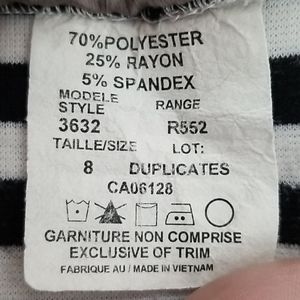 70%POLYESTER
25% RAYON
5% SPANDEX
MODELE
STYLE RANGE
3632 R552
TAILLE/SIZE LOT:
8 DUPLICATES
CA06128
GARNITURE NON COMPRISE
EXCLUSIVE OF TRIM
FABRIQUE AU / MADE IN VIETNAM